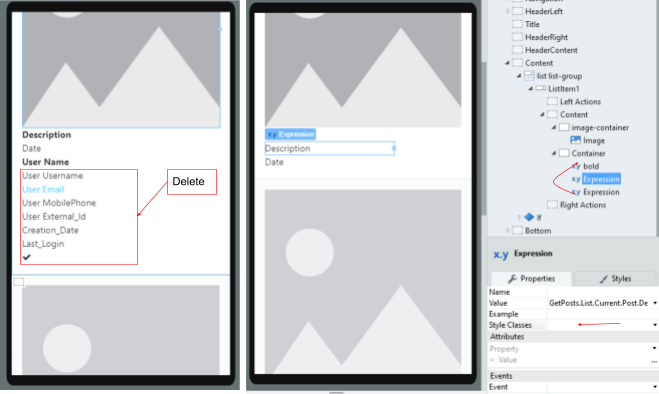 Description
Date
User Name
User Username
User Email
User MobilePhone
User External_Id
Creation_Date
Last_Login
Delete
x.y Expression
Description
Date
HeaderLeft
Title
HeaderRight
HeaderContent
Content
list list-group
ListItem1
Left Actions
Content
image-container
Image
Container
x.y bold
x.y Expression
x.y Expression
Right Actions
If
Bottom
x.y Expression
Properties
Styles
Name
Value GetPosts.List.Current.Post.De
Example
Style Classes
Attributes
Property
= Value ...
Events
Event